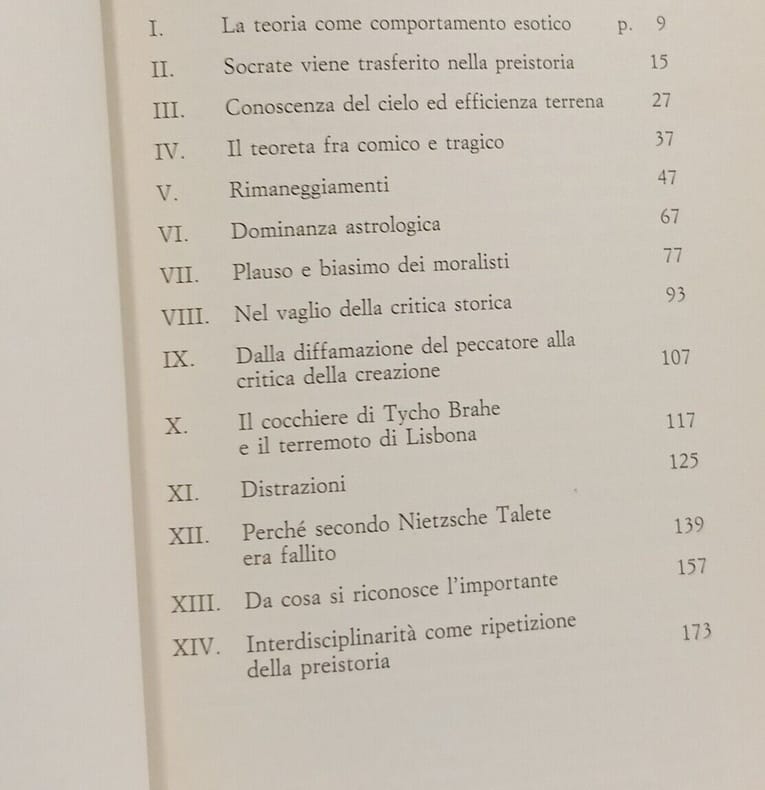 I. La teoria come comportamento esotico p. 9
II. Socrate viene trasferito nella preistoria 15
III. Conoscenza del cielo ed efficienza terrena 27
IV. Il teoreta fra comico e tragico 37
V. Rimaneggiamenti 47
VI. Dominanza astrologica 67
VII. Plauso e biasimo dei moralisti 77
VIII. Nel vaglio della critica storica 93
IX. Dalla diffamazione del peccatore alla
critica della creazione 107
X. Il cocchiere di Tycho Brahe
e il terremoto di Lisbona 117
XI. Distrazioni 125
XII. Perché secondo Nietzsche Talete
era fallito 139
XIII. Da cosa si riconosce l'importante 157
XIV. Interdisciplinarità come ripetizione
della preistoria 173